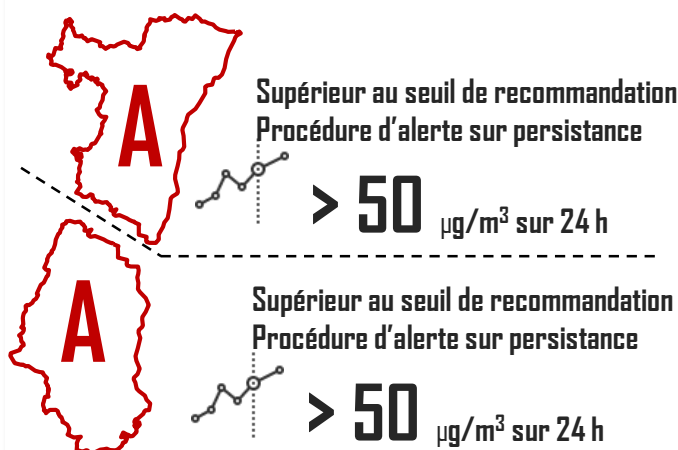 A
Supérieur au seuil de recommandation
Procédure d'alerte sur persistance
> 50 µg/m³ sur 24 h
A
Supérieur au seuil de recommandation
Procédure d'alerte sur persistance
> 50 µg/m³ sur 24 h